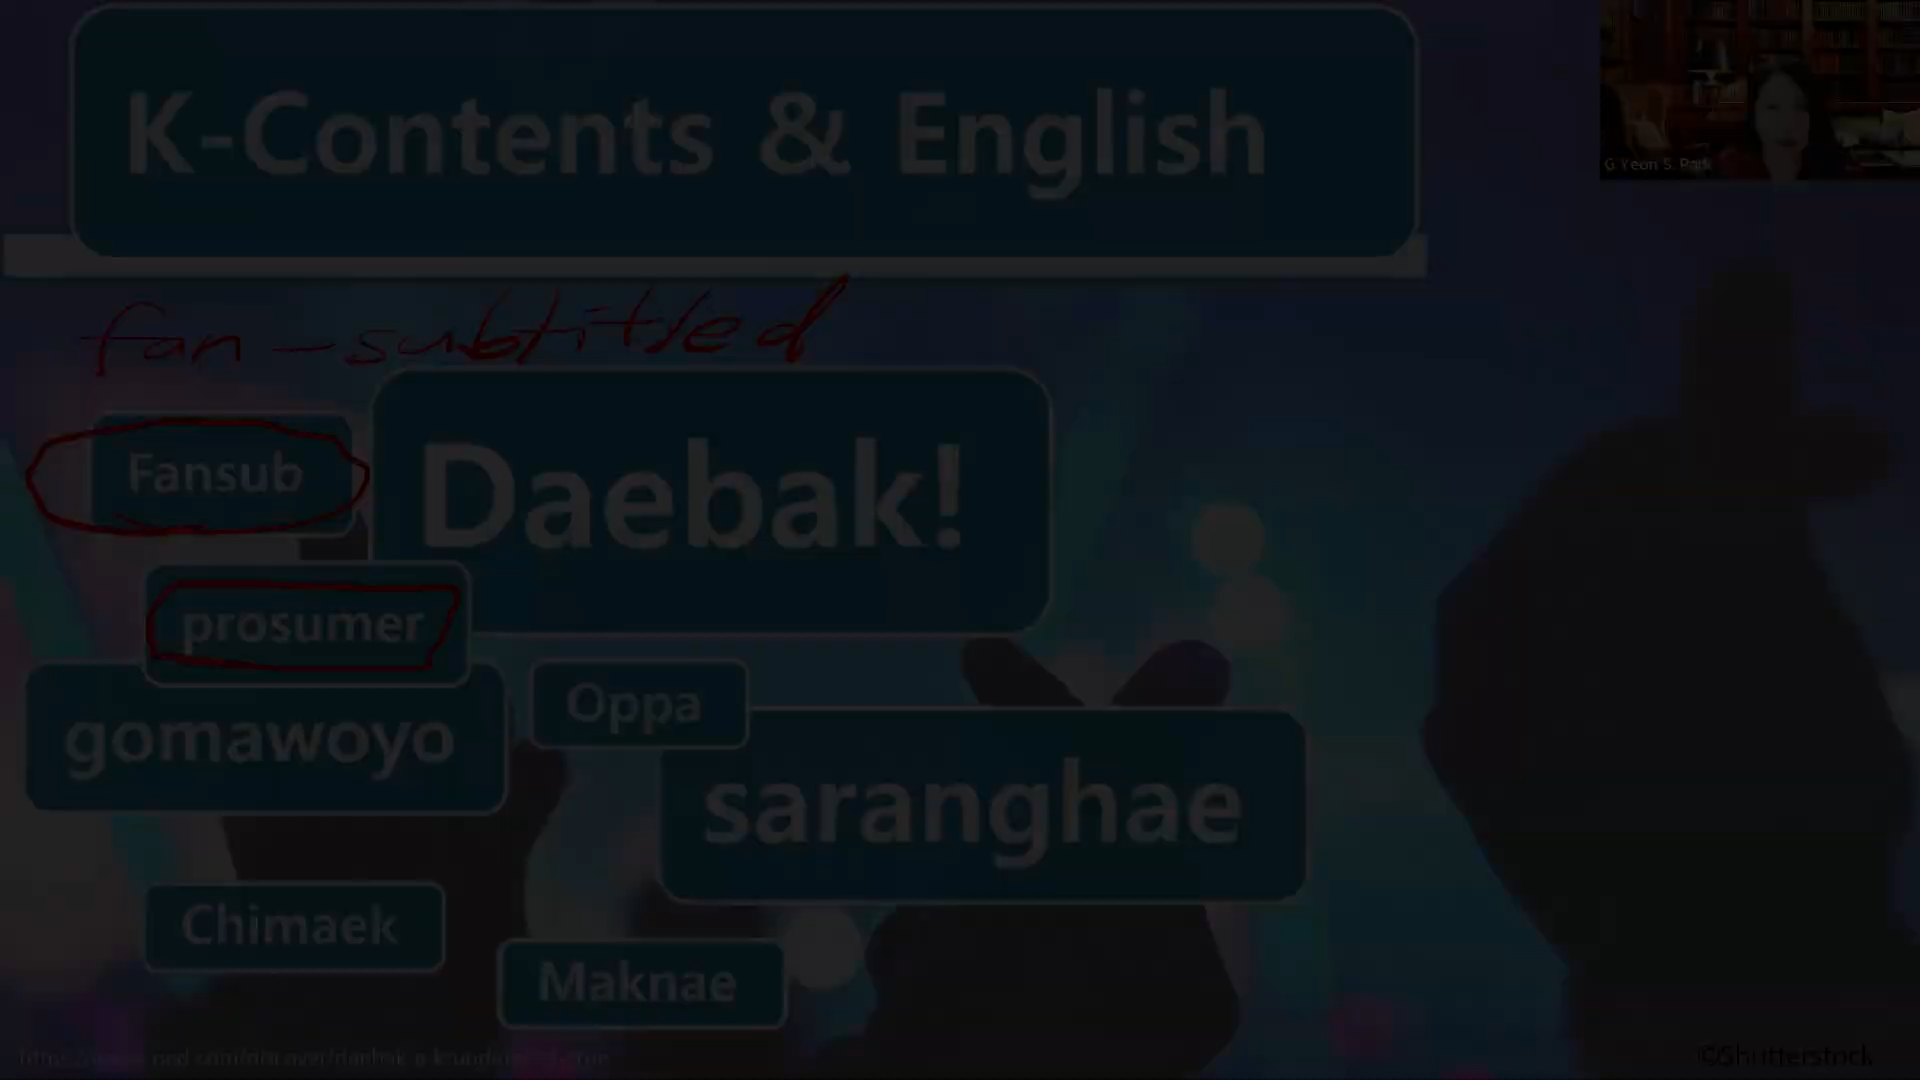 K-Contents & English
G Yeon S. Park
fan-subtitled
Fansub
Daebak!
prosumer
gomawoyo
Oppa
saranghae
Chimaek
Maknae
©Shutterstock